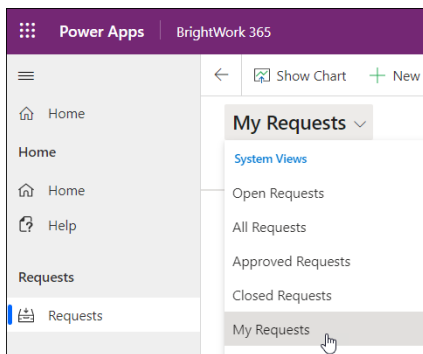 Power Apps BrightWork 365
Show Chart New
Home
Home
Home
Help
Requests
Requests
My Requests
System Views
Open Requests
All Requests
Approved Requests
Closed Requests
My Requests